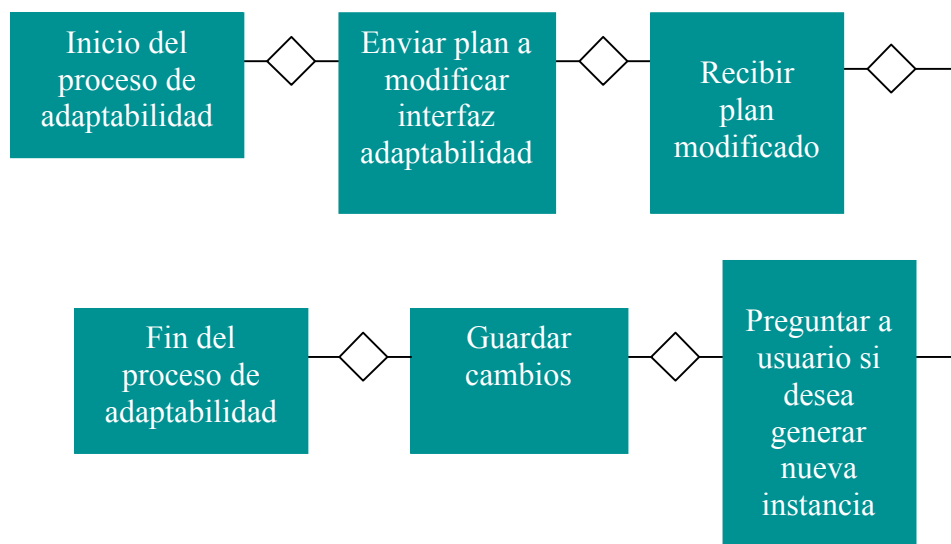 Inicio del
proceso de
adaptabilidad
Enviar plan a
modificar
interfaz
adaptabilidad
Recibir
plan
modificado
Fin del
proceso de
adaptabilidad
Guardar
cambios
Preguntar a
usuario si
desea
generar
nueva
instancia